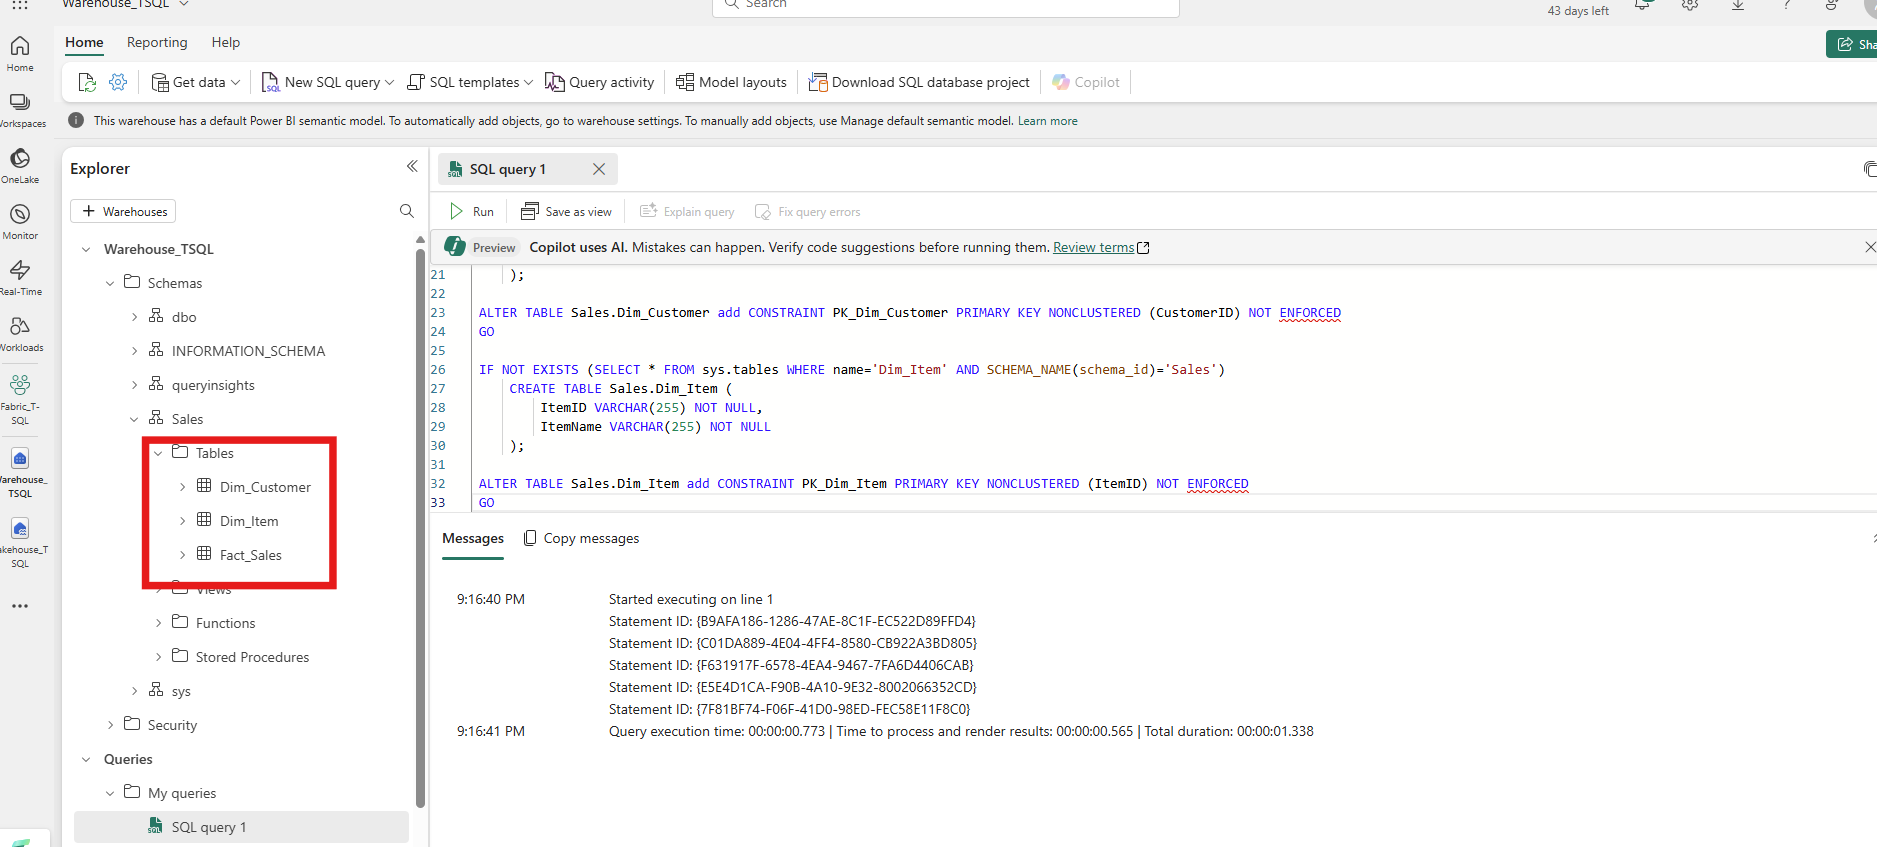 Warehouse_TSQL
Search
43 days left
Home
Reporting
Help
Sha
Get data
New SQL query
SQL templates
Query activity
Model layouts
Download SQL database project
Copilot
This warehouse has a default Power BI semantic model. To automatically add objects, go to warehouse settings. To manually add objects, use Manage default semantic model. Learn more
Home
Workspaces
OneLake
Monitor
Real-Time
Workloads
Fabric_T-
SQL
Warehouse_
TSQL
akehouse_T
SQL
Explorer
+ Warehouses
Warehouse_TSQL
Schemas
dbo
INFORMATION_SCHEMA
queryinsights
Sales
Tables
Dim_Customer
Dim_Item
Fact_Sales
Views
Functions
Stored Procedures
sys
Security
Queries
My queries
SQL query 1
SQL query 1
Run
Save as view
Explain query
Fix query errors
Preview Copilot uses AI. Mistakes can happen. Verify code suggestions before running them. Review terms
21 );
22
23 ALTER TABLE Sales.Dim_Customer add CONSTRAINT PK_Dim_Customer PRIMARY KEY NONCLUSTERED (CustomerID) NOT ENFORCED
24 GO
25
26 IF NOT EXISTS (SELECT * FROM sys.tables WHERE name='Dim_Item' AND SCHEMA_NAME(schema_id)='Sales')
27 CREATE TABLE Sales.Dim_Item (
28 ItemID VARCHAR(255) NOT NULL,
29 ItemName VARCHAR(255) NOT NULL
30 );
31
32 ALTER TABLE Sales.Dim_Item add CONSTRAINT PK_Dim_Item PRIMARY KEY NONCLUSTERED (ItemID) NOT ENFORCED
33 GO
Messages
Copy messages
9:16:40 PM Started executing on line 1
Statement ID: {B9AFA186-1286-47AE-8C1F-EC522D89FFD4}
Statement ID: {C01DA889-4E04-4FF4-8580-CB922A3BD805}
Statement ID: {F631917F-6578-4EA4-9467-7FA6D4406CAB}
Statement ID: {E5E4D1CA-F90B-4A10-9E32-8002066352CD}
Statement ID: {7F81BF74-F06F-41D0-98ED-FEC58E11F8C0}
9:16:41 PM Query execution time: 00:00:00.773 | Time to process and render results: 00:00:00.565 | Total duration: 00:00:01.338